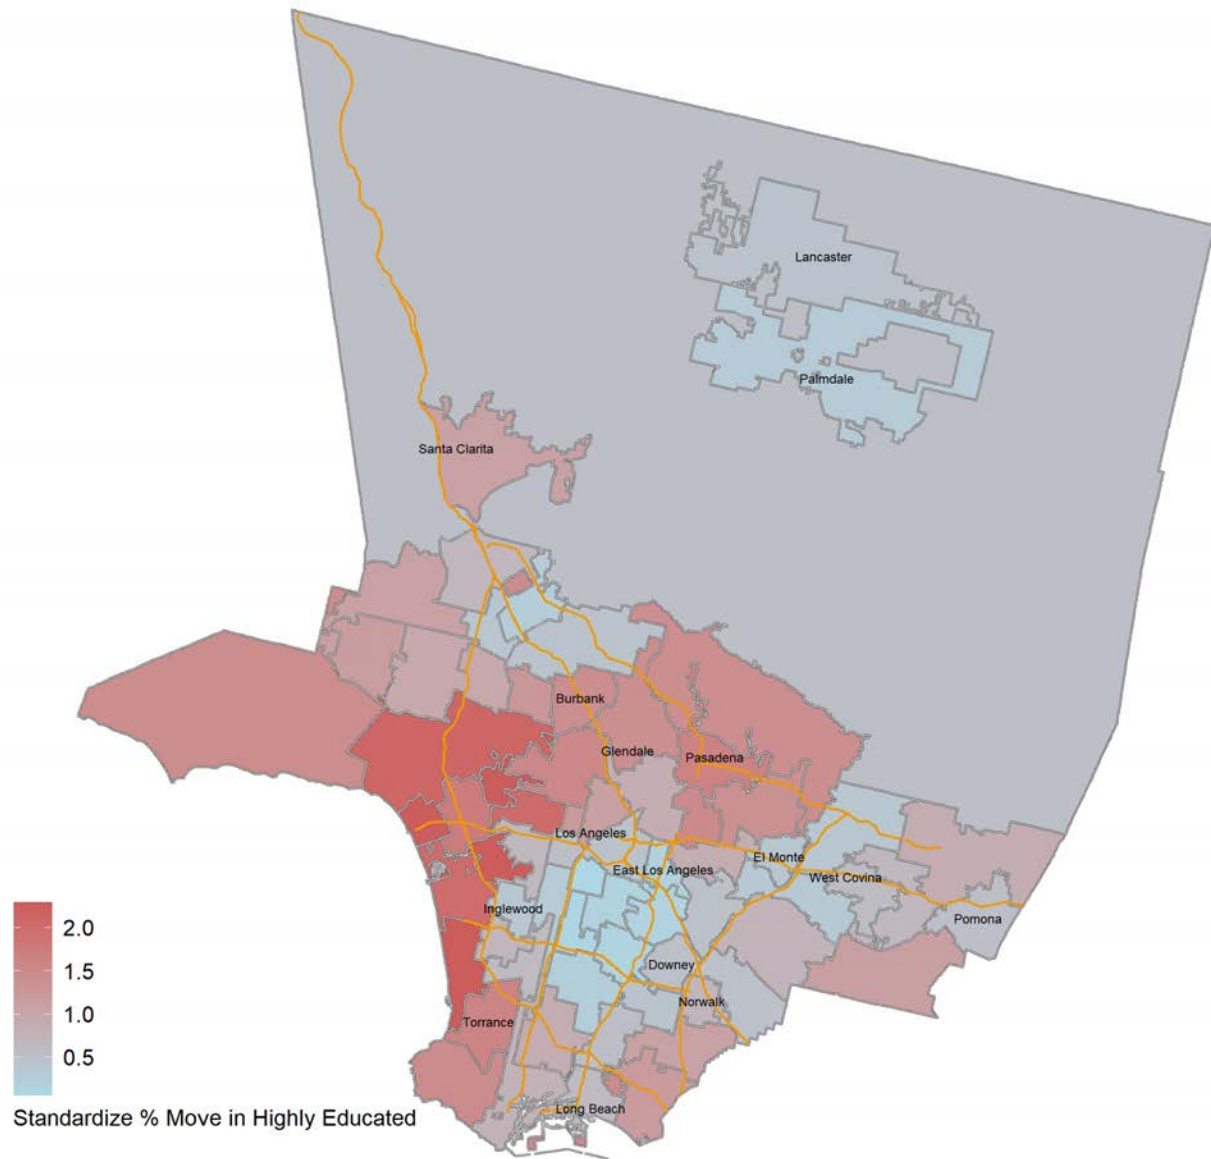 Lancaster
Palmdale
Santa Clarita
Burbank
Glendale
Pasadena
Los Angeles
El Monte
East Los Angeles
West Covina
Inglewood
Pomona
2.0
Downey
1.5
Norwalk
1.0
Torrance
0.5
Long Beach
Standardize % Move in Highly Educated